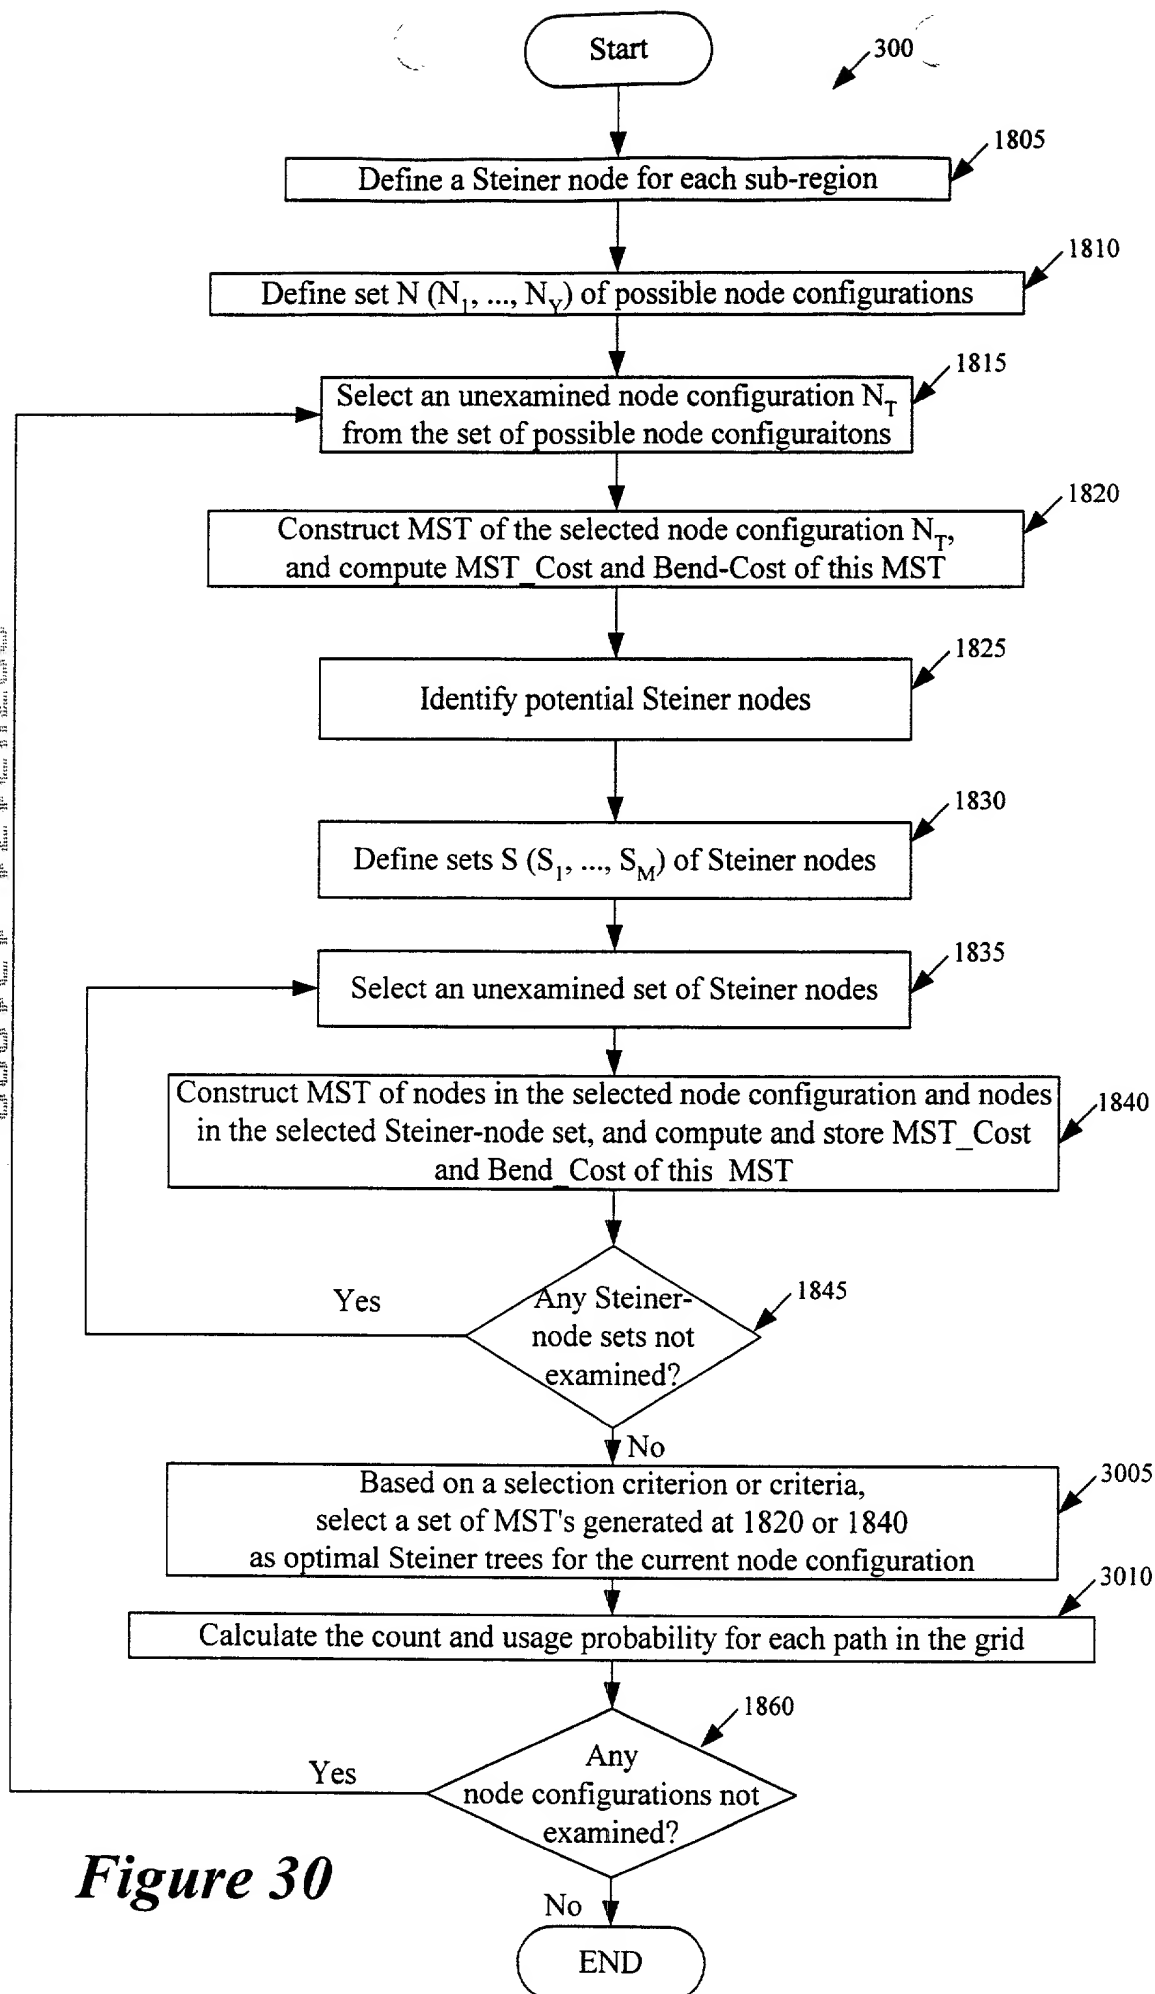 Start
300
1805
Define a Steiner node for each sub-region
1810
Define set N (N1, ..., NY) of possible node configurations
1815
Select an unexamined node configuration NT
from the set of possible node configuraitons
1820
Construct MST of the selected node configuration NT,
and compute MST_Cost and Bend-Cost of this MST
1825
Identify potential Steiner nodes
1830
Define sets S (S1, ..., SM) of Steiner nodes
1835
Select an unexamined set of Steiner nodes
1840
Construct MST of nodes in the selected node configuration and nodes
in the selected Steiner-node set, and compute and store MST_Cost
and Bend_Cost of this MST
1845
Yes
Any Steiner-
node sets not
examined?
No
3005
Based on a selection criterion or criteria,
select a set of MST's generated at 1820 or 1840
as optimal Steiner trees for the current node configuration
3010
Calculate the count and usage probability for each path in the grid
1860
Yes
Any
node configurations not
examined?
Figure 30
No
END